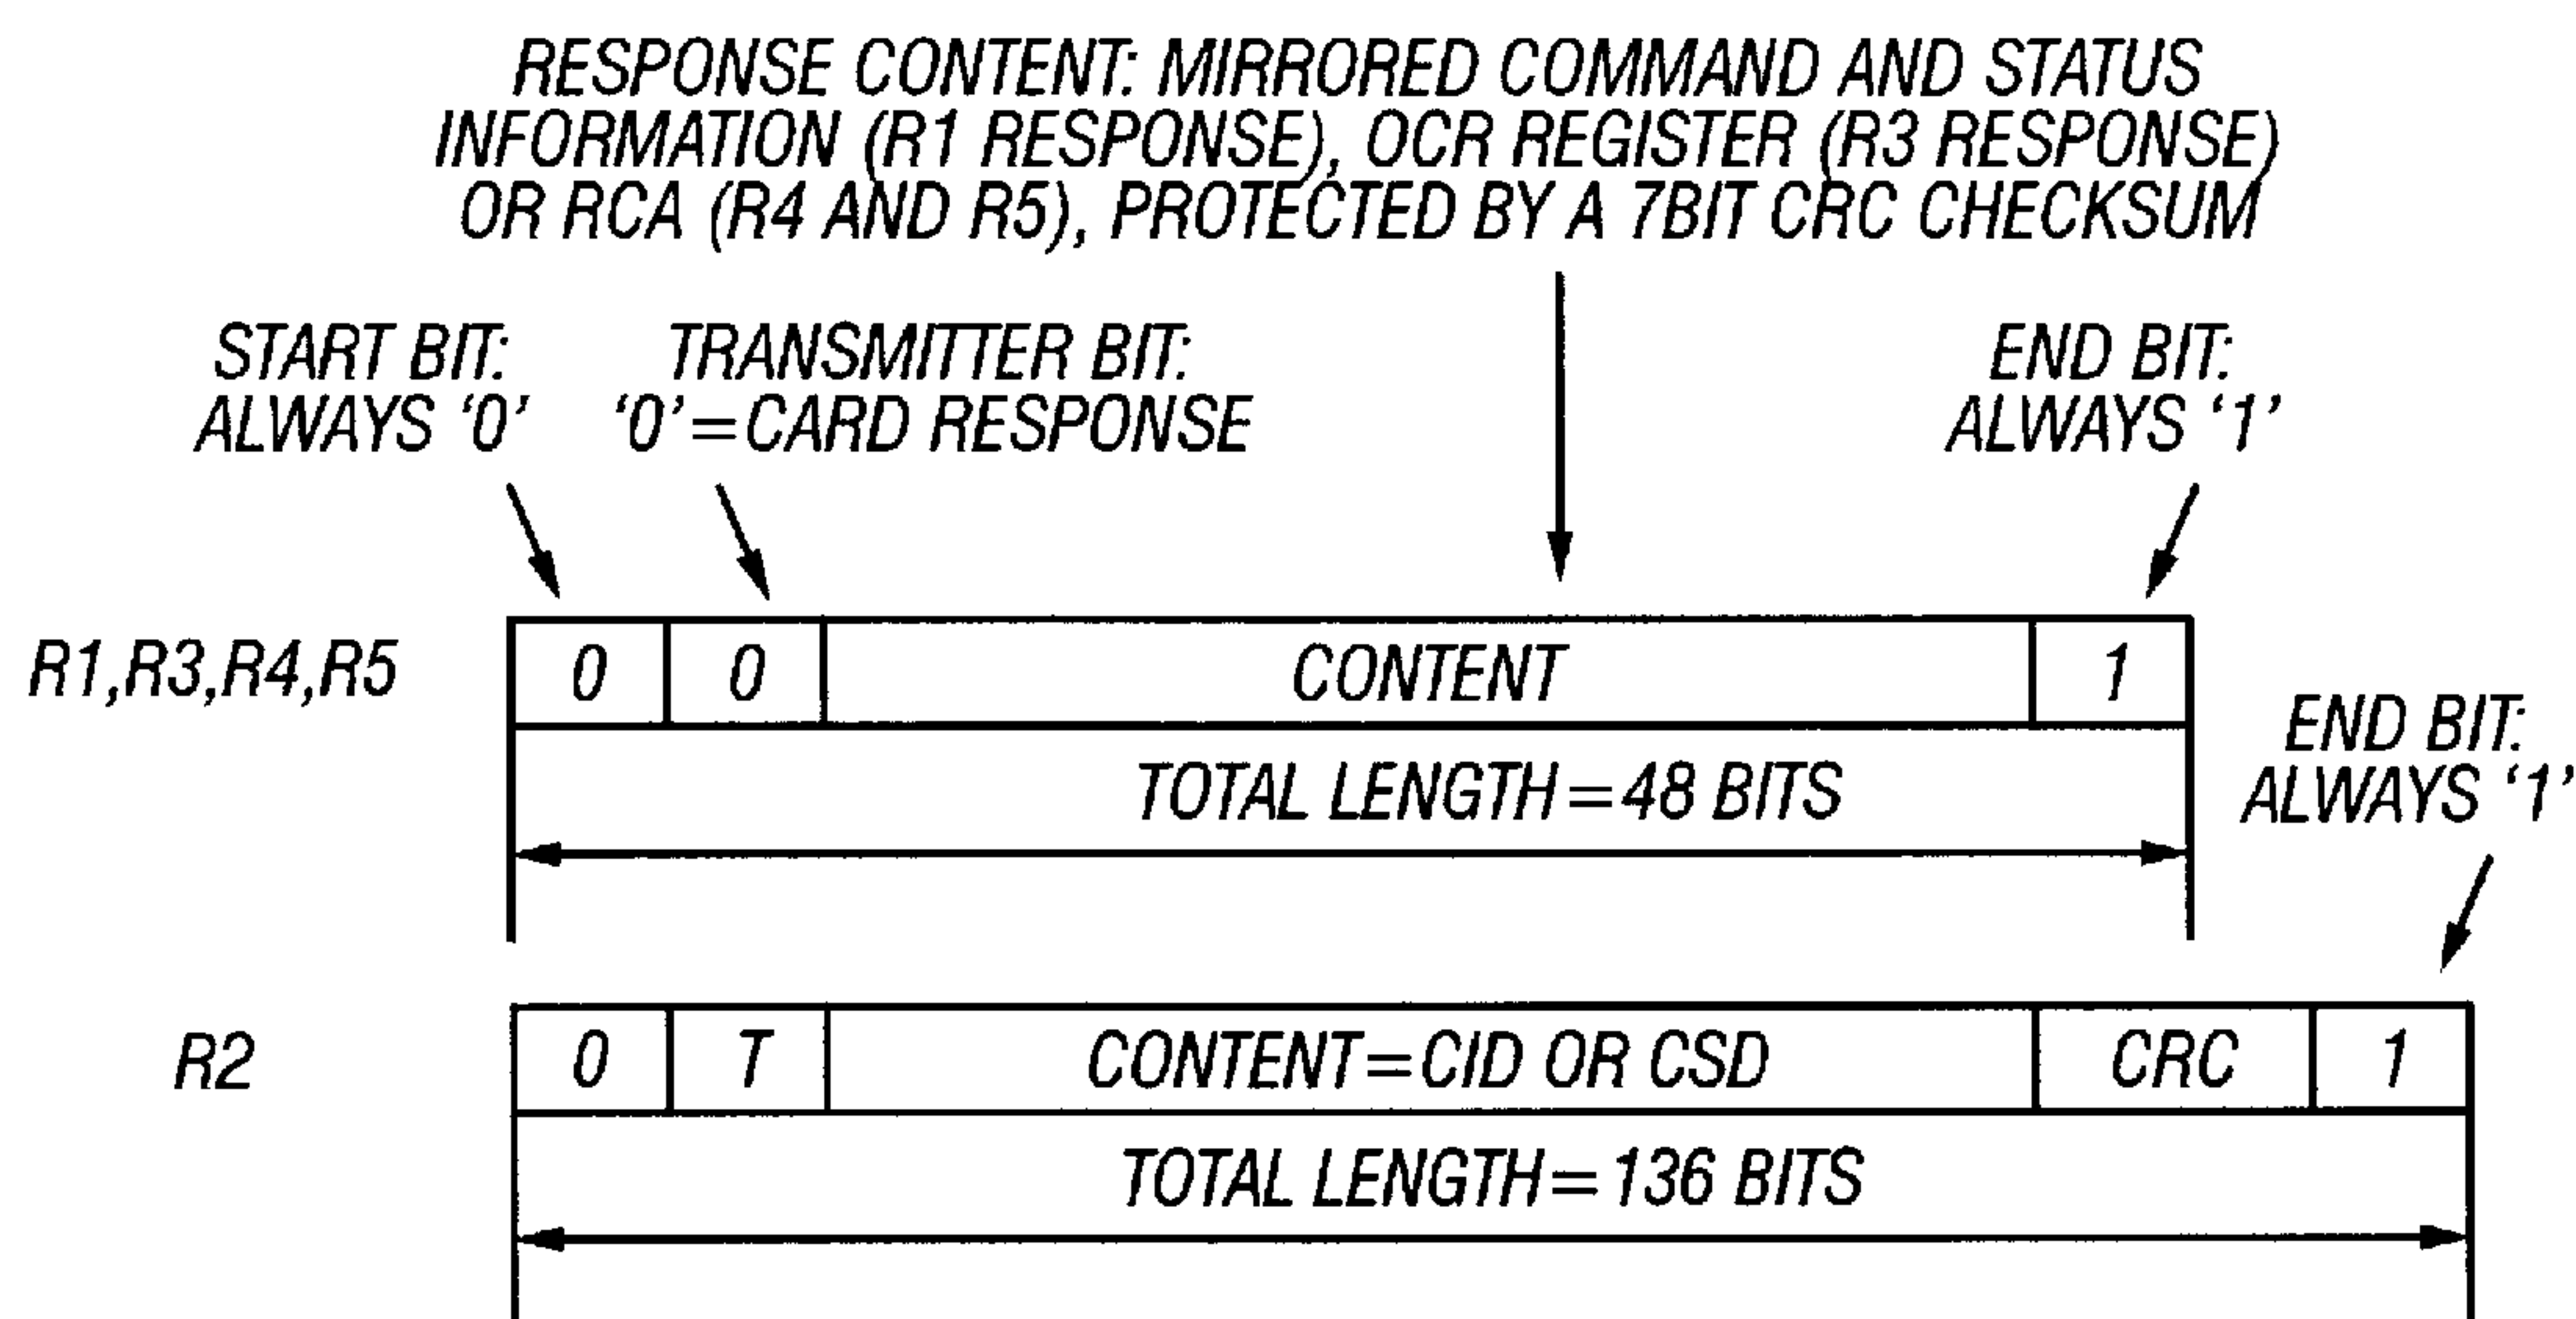 RESPONSE CONTENT: MIRRORED COMMAND AND STATUS
INFORMATION (R1 RESPONSE), OCR REGISTER (R3 RESPONSE)
OR RCA (R4 AND R5), PROTECTED BY A 7BIT CRC CHECKSUM
START BIT:
ALWAYS ‘0’
TRANSMITTER BIT:
‘0’=CARD RESPONSE
END BIT:
ALWAYS ‘1’
R1,R3,R4,R5
0 0 CONTENT 1
TOTAL LENGTH=48 BITS
END BIT:
ALWAYS ‘1’
R2
0 T CONTENT=CID OR CSD CRC 1
TOTAL LENGTH=136 BITS